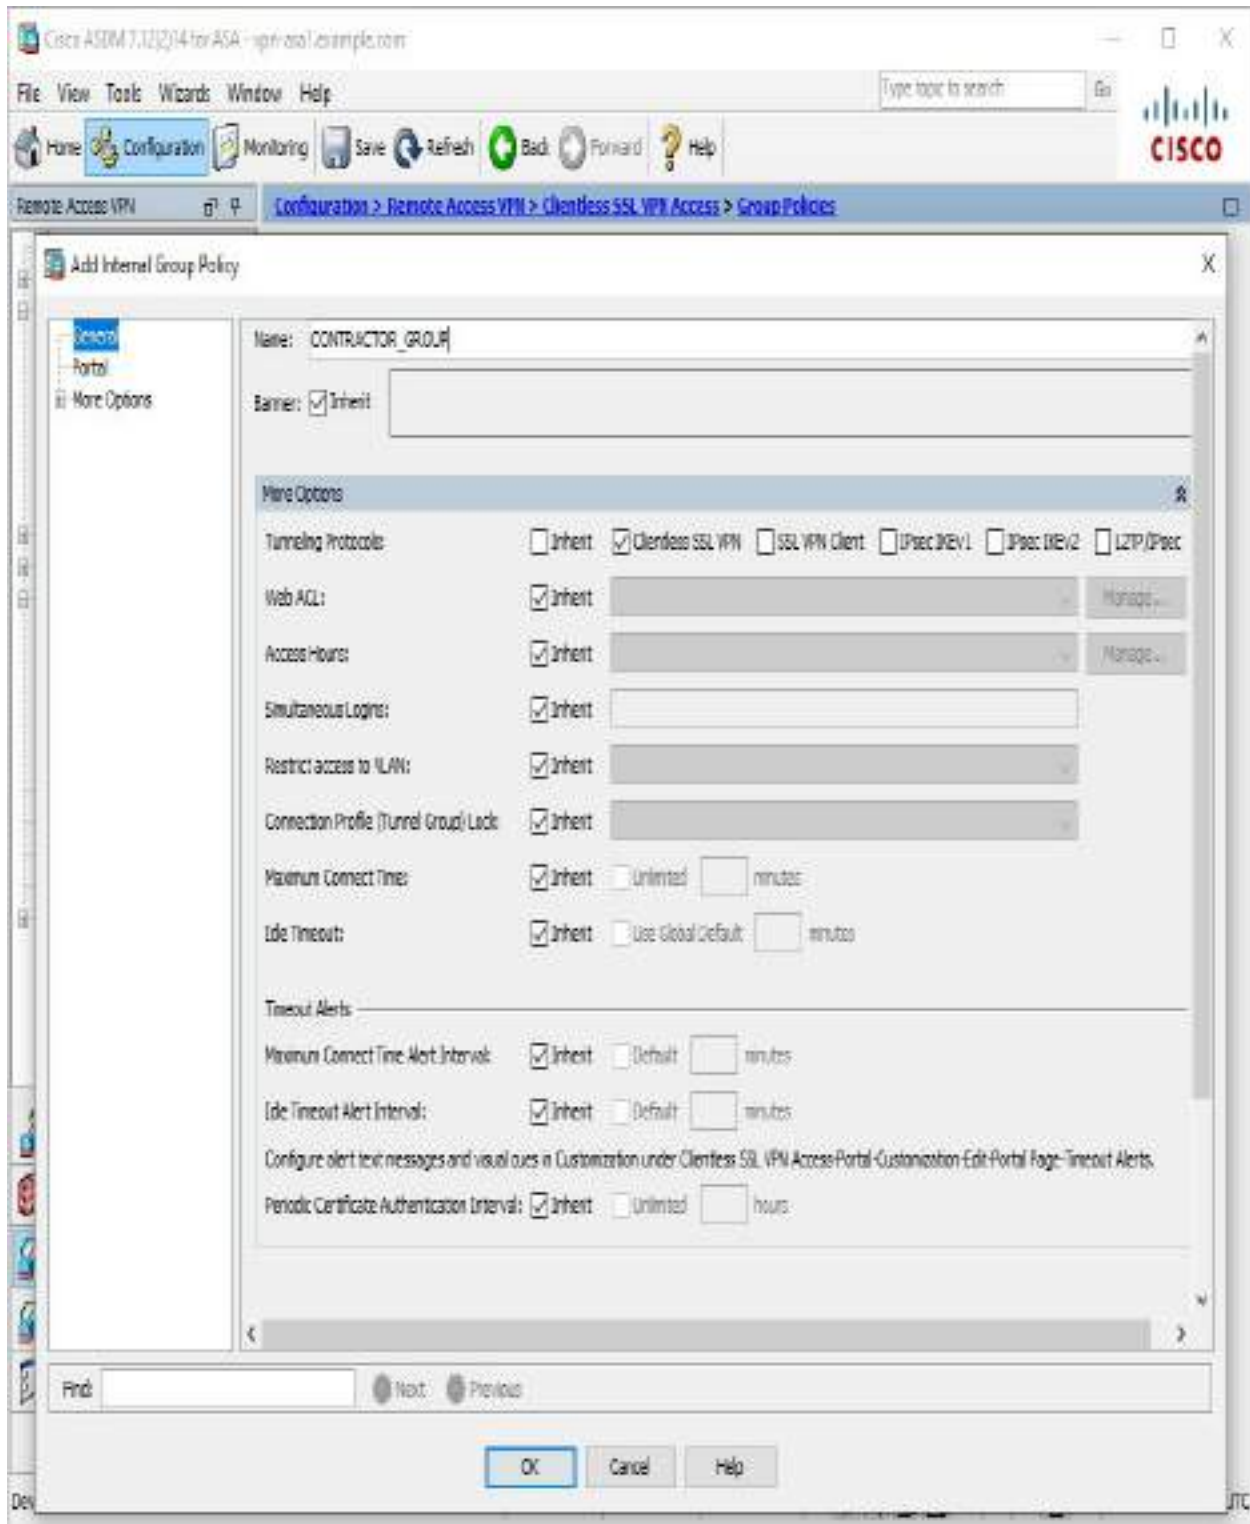 Cisco ASDM 7.12(2)14 for ASA - vpn-asa1.example.com
File View Tools Wizards Window Help
Type topic to search Go
Home Configuration Monitoring Save Refresh Back Forward Help
CISCO
Remote Access VPN
Configuration > Remote Access VPN > Clientless SSL VPN Access > Group Policies
Add Internal Group Policy
General
Portal
More Options
Name: CONTRACTOR_GROUP
Banner: Inherit
More Options
Tunneling Protocols: Inherit Clientless SSL VPN SSL VPN Client IPsec IKEv1 IPsec IKEv2 L2TP/IPsec
Web ACL: Inherit Manage...
Access Hours: Inherit Manage...
Simultaneous Logins: Inherit
Restrict access to VLAN: Inherit
Connection Profile (Tunnel Group) Lock: Inherit
Maximum Connect Time: Inherit Unlimited minutes
Idle Timeout: Inherit Use Global Default minutes
Timeout Alerts
Maximum Connect Time Alert Interval: Inherit Default minutes
Idle Timeout Alert Interval: Inherit Default minutes
Configure alert text messages and visual cues in Customization under Clientless SSL VPN Access-Portal-Customization-Edit-Portal Page-Timeout Alerts.
Periodic Certificate Authentication Interval: Inherit Unlimited hours
Find: Next Previous
OK Cancel Help
Dev
UTC